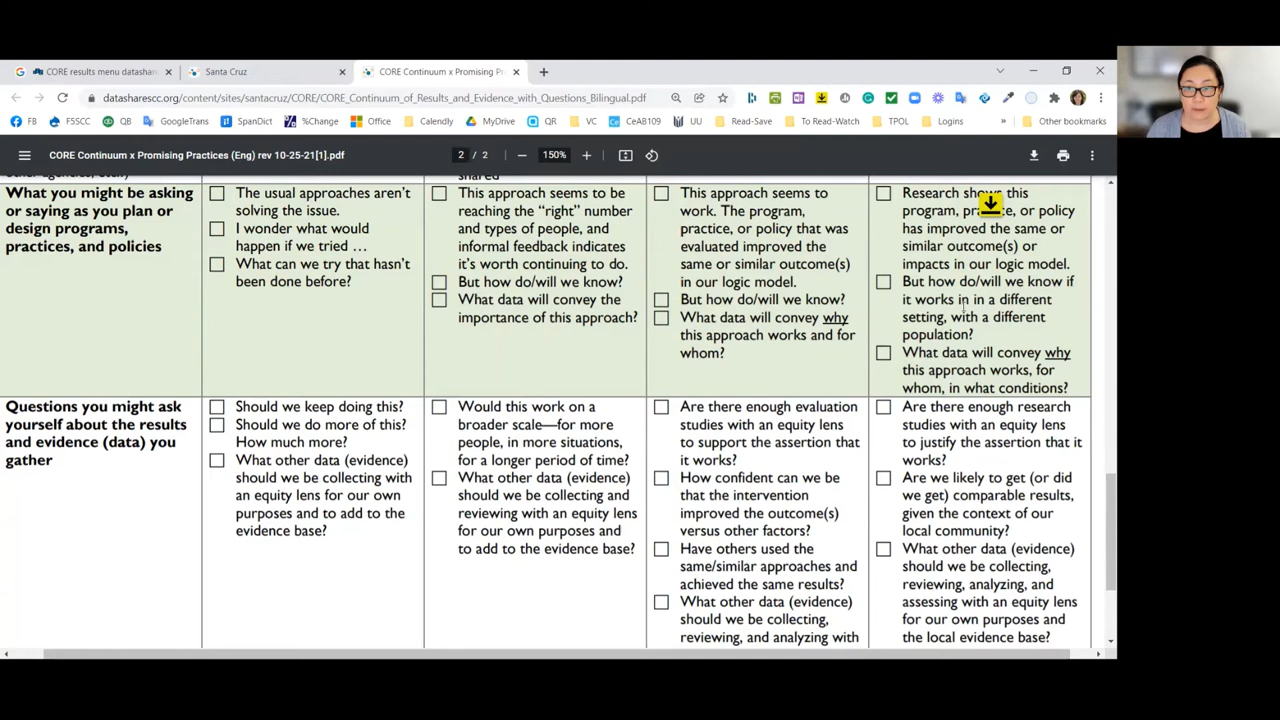 CORE results menu datashar
Santa Cruz
CORE Continuum x Promising Pr
datasharescc.org/content/sites/santacruz/CORE/CORE_Continuum_of_Results_and_Evidence_with_Questions_Bilingual.pdf
FB F5SCC QB GoogleTrans SpanDict %Change Office Calendly MyDrive QR VC CeAB109 UU Read-Save To Read-Watch TPOL Logins » Other bookmarks
CORE Continuum x Promising Practices (Eng) rev 10-25-21[1].pdf 2 / 2 150%
shared
What you might be asking
or saying as you plan or
design programs,
practices, and policies
The usual approaches aren't
solving the issue.
I wonder what would
happen if we tried …
What can we try that hasn't
been done before?
This approach seems to be
reaching the "right" number
and types of people, and
informal feedback indicates
it's worth continuing to do.
But how do/will we know?
What data will convey the
importance of this approach?
This approach seems to
work. The program,
practice, or policy that was
evaluated improved the
same or similar outcome(s)
in our logic model.
But how do/will we know?
What data will convey why
this approach works and for
whom?
Research shows this
program, practice, or policy
has improved the same or
similar outcome(s) or
impacts in our logic model.
But how do/will we know if
it works in in a different
setting, with a different
population?
What data will convey why
this approach works, for
whom, in what conditions?
Questions you might ask
yourself about the results
and evidence (data) you
gather
Should we keep doing this?
Should we do more of this?
How much more?
What other data (evidence)
should we be collecting with
an equity lens for our own
purposes and to add to the
evidence base?
Would this work on a
broader scale—for more
people, in more situations,
for a longer period of time?
What other data (evidence)
should we be collecting and
reviewing with an equity lens
for our own purposes and
to add to the evidence base?
Are there enough evaluation
studies with an equity lens
to support the assertion that
it works?
How confident can we be
that the intervention
improved the outcome(s)
versus other factors?
Have others used the
same/similar approaches and
achieved the same results?
What other data (evidence)
should we be collecting,
reviewing, and analyzing with
Are there enough research
studies with an equity lens
to justify the assertion that it
works?
Are we likely to get (or did
we get) comparable results,
given the context of our
local community?
What other data (evidence)
should we be collecting,
reviewing, analyzing, and
assessing with an equity lens
for our own purposes and
the local evidence base?